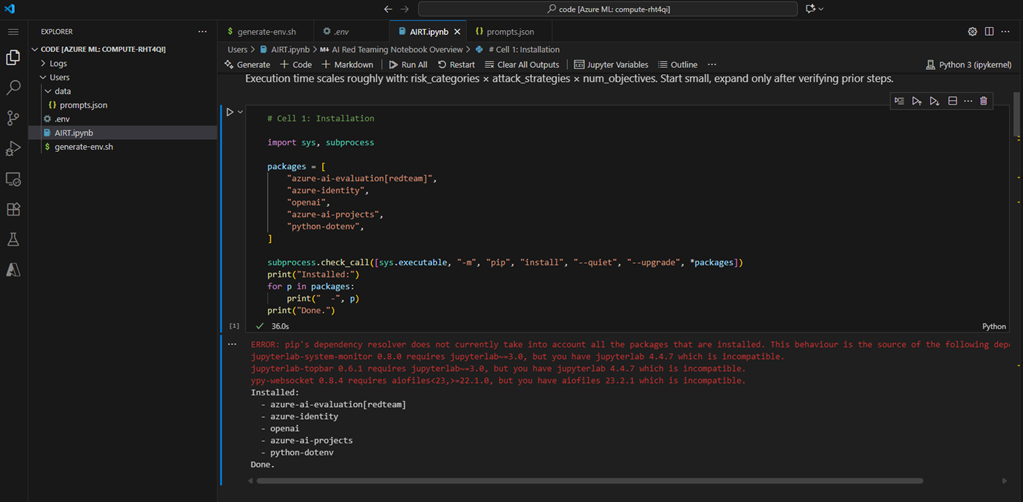 code [Azure ML: compute-rht4qi]
EXPLORER
CODE [AZURE ML: COMPUTE-RHT4QI]
Logs
Users
data
{} prompts.json
.env
AIRT.ipynb
$ generate-env.sh
$ generate-env.sh
.env
AIRT.ipynb
{} prompts.json
Users > AIRT.ipynb > M↓ AI Red Teaming Notebook Overview > # Cell 1: Installation
Generate + Code + Markdown Run All Restart Clear All Outputs Jupyter Variables Outline ... Python 3 (ipykernel)
Execution time scales roughly with: risk_categories × attack_strategies × num_objectives. Start small, expand only after verifying prior steps.
# Cell 1: Installation
import sys, subprocess
packages = [
"azure-ai-evaluation[redteam]",
"azure-identity",
"openai",
"azure-ai-projects",
"python-dotenv",
]
subprocess.check_call([sys.executable, "-m", "pip", "install", "--quiet", "--upgrade", *packages])
print("Installed:")
for p in packages:
print("  -", p)
print("Done.")
[1] 36.0s Python
ERROR: pip's dependency resolver does not currently take into account all the packages that are installed. This behaviour is the source of the following dep
jupyterlab-system-monitor 0.8.0 requires jupyterlab~=3.0, but you have jupyterlab 4.4.7 which is incompatible.
jupyterlab-topbar 0.6.1 requires jupyterlab~=3.0, but you have jupyterlab 4.4.7 which is incompatible.
ypy-websocket 0.8.4 requires aiofiles<23,>=22.1.0, but you have aiofiles 23.2.1 which is incompatible.
Installed:
- azure-ai-evaluation[redteam]
- azure-identity
- openai
- azure-ai-projects
- python-dotenv
Done.